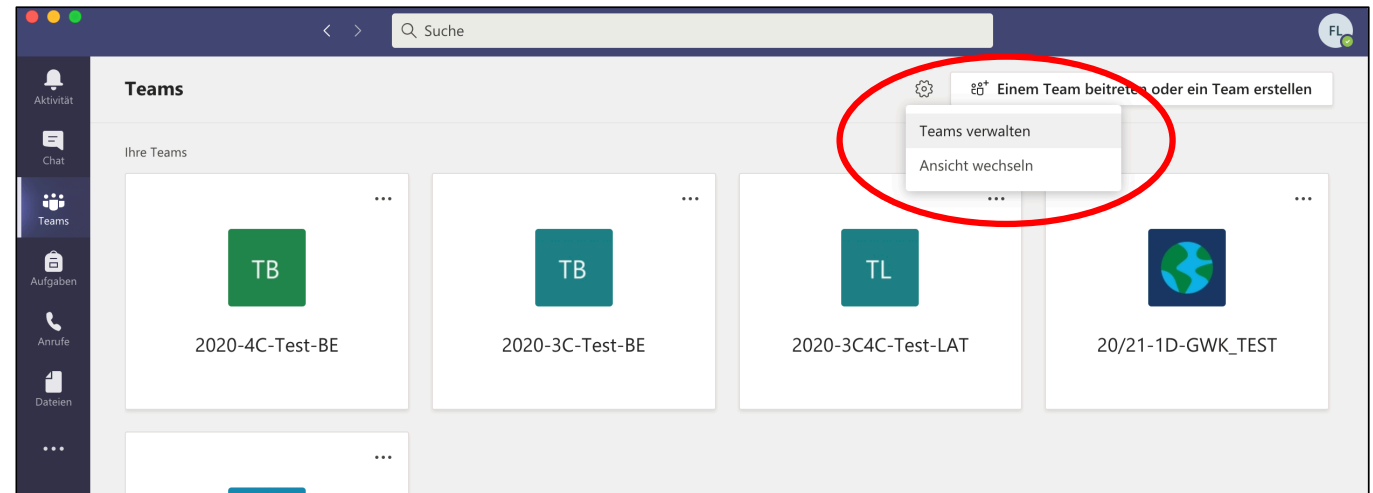 Suche
FL
Aktivität
Teams
Einem Team beitreten oder ein Team erstellen
Teams verwalten
Ansicht wechseln
Chat
Ihre Teams
Teams
Aufgaben
Anrufe
Dateien
TB
2020-4C-Test-BE
TB
2020-3C-Test-BE
TL
2020-3C4C-Test-LAT
20/21-1D-GWK_TEST